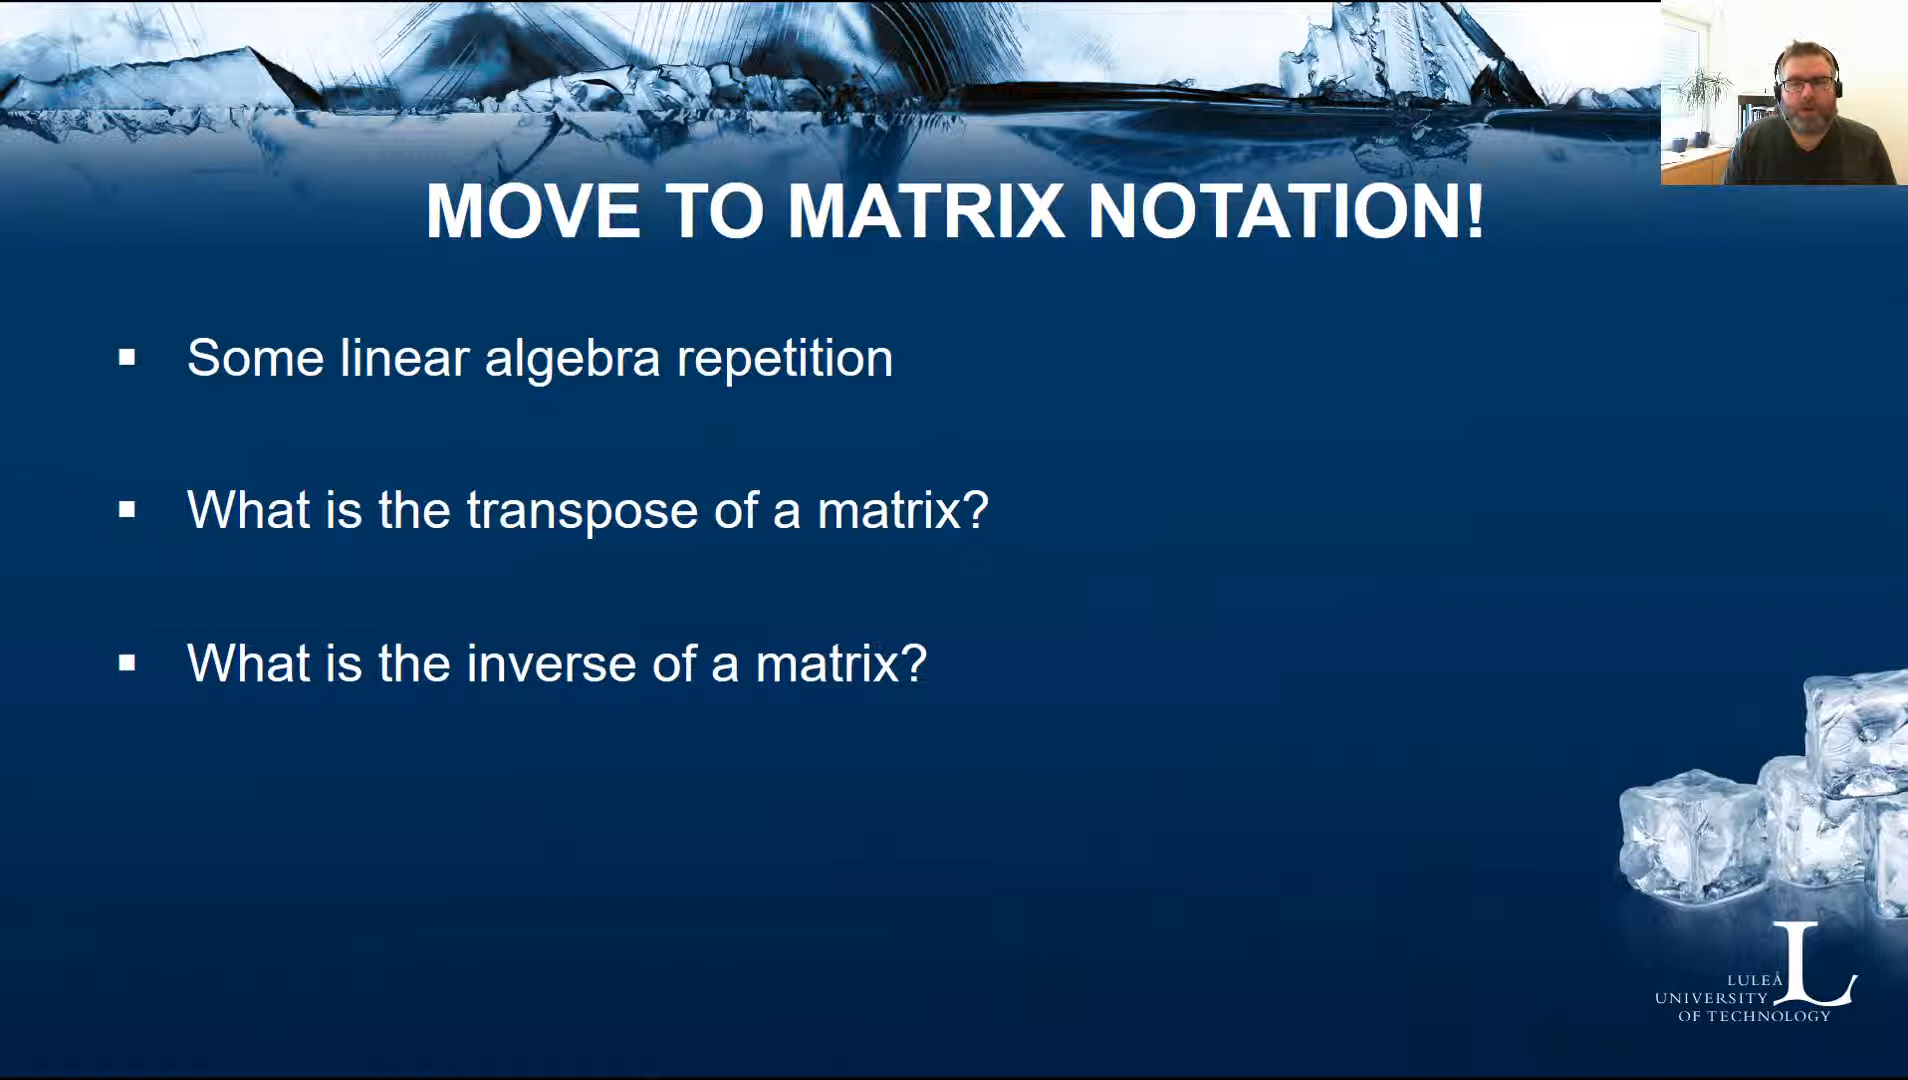 MOVE TO MATRIX NOTATION!
▪ Some linear algebra repetition
▪ What is the transpose of a matrix?
▪ What is the inverse of a matrix?
L
LULEÅ
UNIVERSITY
OF TECHNOLOGY